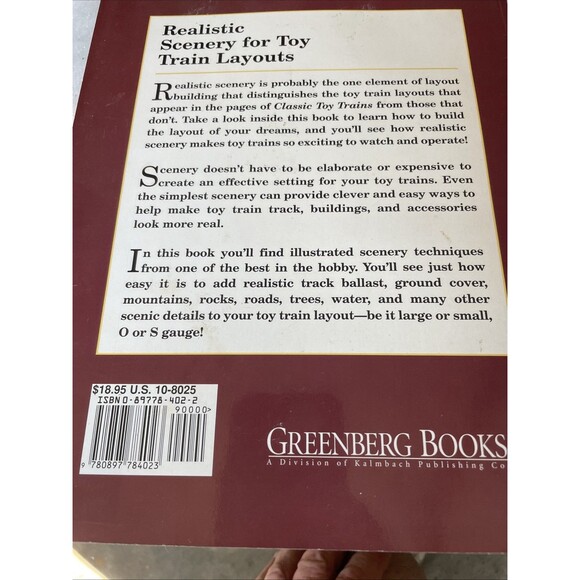 Realistic
Scenery for Toy
Train Layouts
Realistic scenery is probably the one element of layout
building that distinguishes the toy train layouts that
appear in the pages of Classic Toy Trains from those that
don't. Take a look inside this book to learn how to build
the layout of your dreams, and you'll see how realistic
scenery makes toy trains so exciting to watch and operate!
Scenery doesn't have to be elaborate or expensive to
create an effective setting for your toy trains. Even
the simplest scenery can provide clever and easy ways to
help make toy train track, buildings, and accessories
look more real.
In this book you'll find illustrated scenery techniques
from one of the best in the hobby. You'll see just how
easy it is to add realistic track ballast, ground cover,
mountains, rocks, roads, trees, water, and many other
scenic details to your toy train layout—be it large or small,
O or S gauge!
$18.95 U.S. 10-8025
ISBN 0-89778-402-2
90000>
9 780897 784023
GREENBERG BOOKS
A Division of Kalmbach Publishing Co